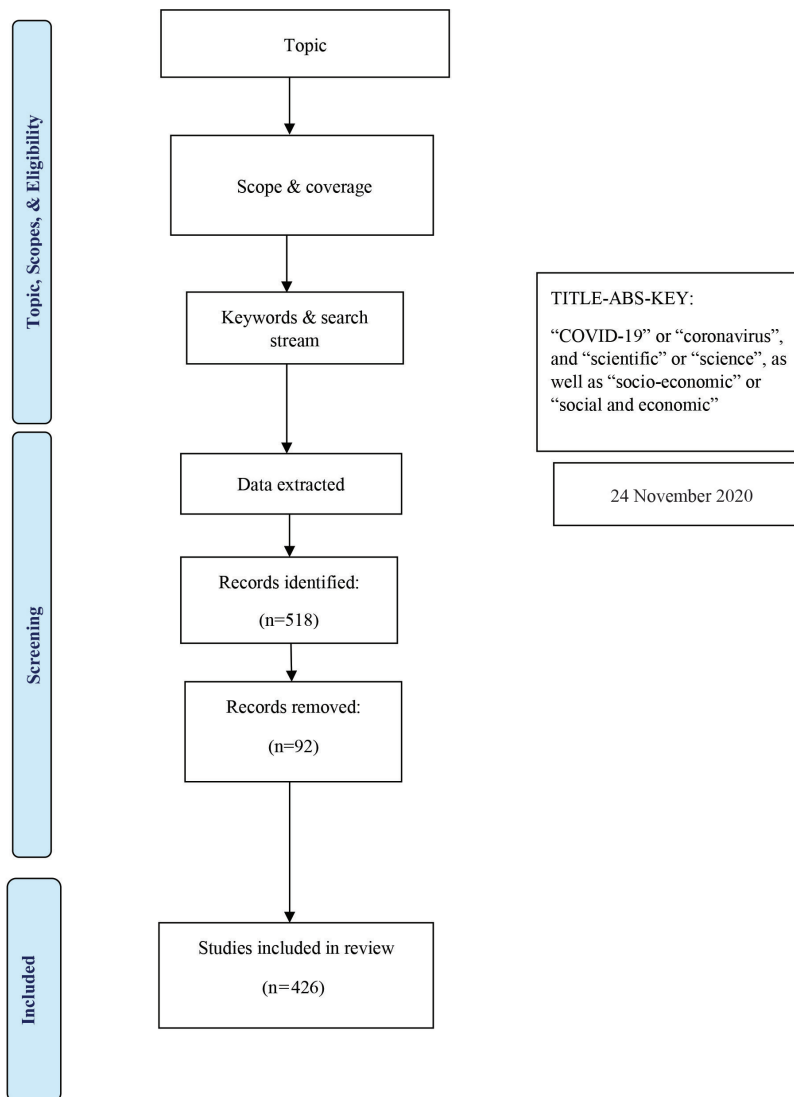 Topic, Scopes, & Eligibility
Topic
Scope & coverage
Keywords & search
stream
TITLE-ABS-KEY:
“COVID-19” or “coronavirus”,
and “scientific” or “science”, as
well as “socio-economic” or
“social and economic”
24 November 2020
Screening
Data extracted
Records identified:
(n=518)
Records removed:
(n=92)
Included
Studies included in review
(n=426)